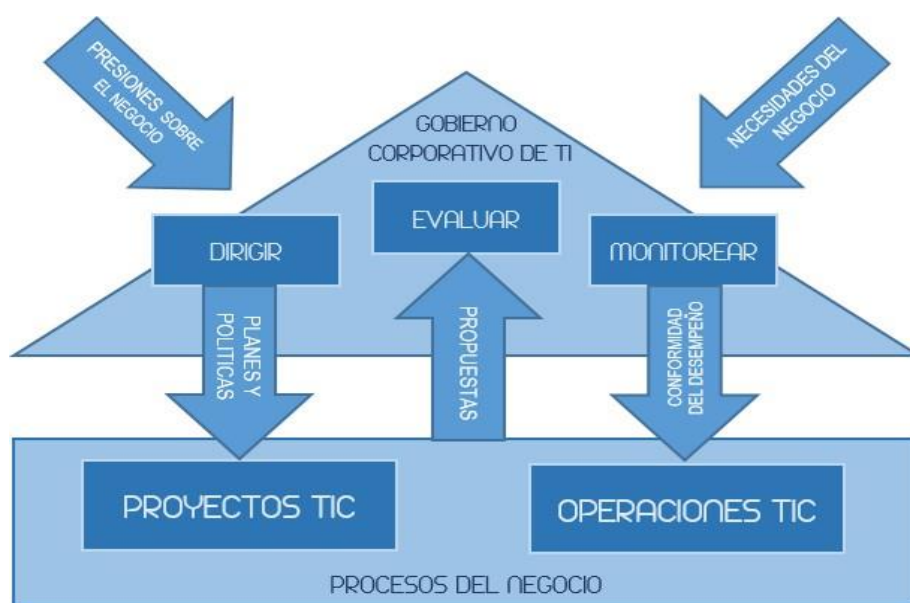 PRESIONES SOBRE
EL NEGOCIO
NECESIDADES DEL
NEGOCIO
GOBIERNO
CORPORATIVO DE TI
DIRIGIR
EVALUAR
MONITOREAR
PLANES Y
POLITICAS
PROPUESTAS
CONFORMIDAD
DEL DESEMPEÑO
PROYECTOS TIC
OPERACIONES TIC
PROCESOS DEL NEGOCIO